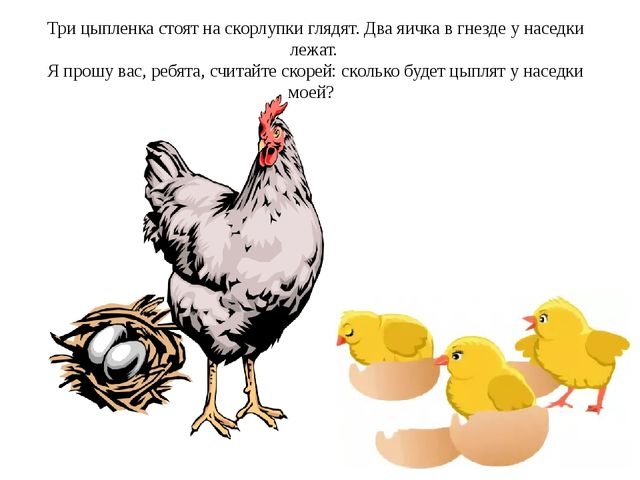 Три цыпленка стоят на скорлупки глядят. Два яичка в гнезде у наседки
лежат.
Я прошу вас, ребята, считайте скорей: сколько будет цыплят у наседки
моей?